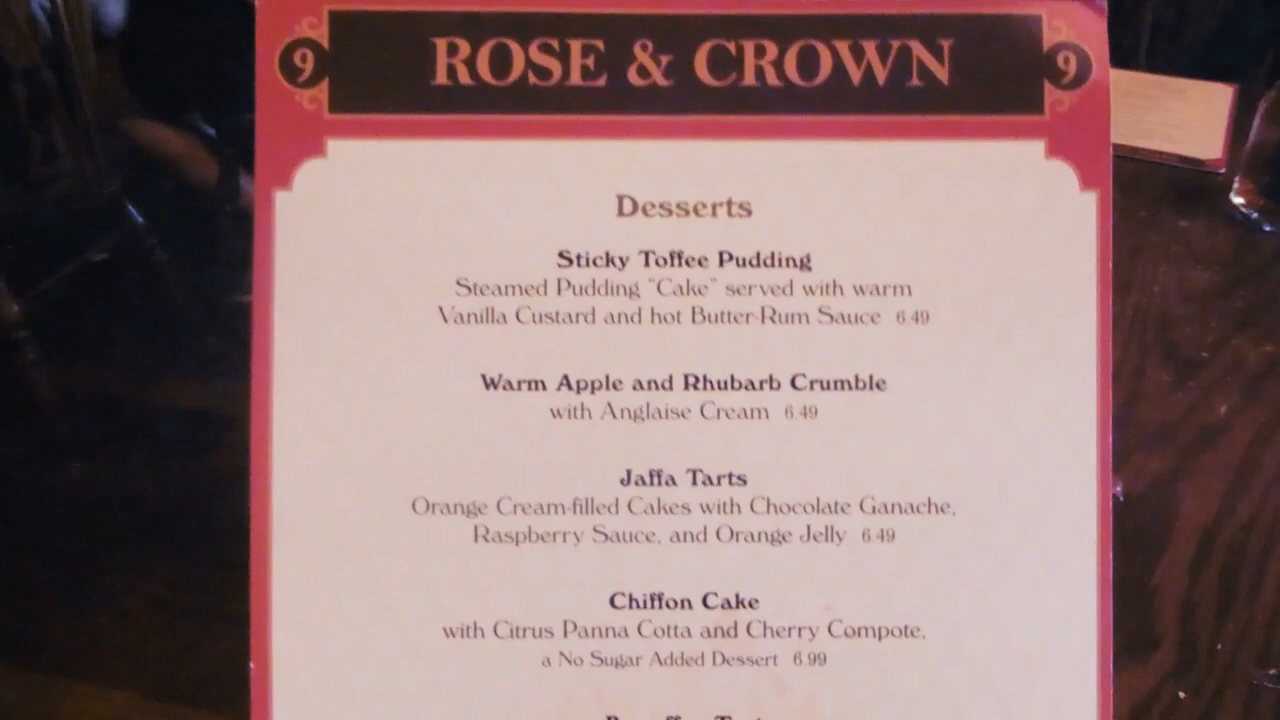 9 ROSE & CROWN 9
Desserts
Sticky Toffee Pudding
Steamed Pudding "Cake" served with warm
Vanilla Custard and hot Butter-Rum Sauce 6.49
Warm Apple and Rhubarb Crumble
with Anglaise Cream 6.49
Jaffa Tarts
Orange Cream-filled Cakes with Chocolate Ganache,
Raspberry Sauce, and Orange Jelly 6.49
Chiffon Cake
with Citrus Panna Cotta and Cherry Compote,
a No Sugar Added Dessert 6.99